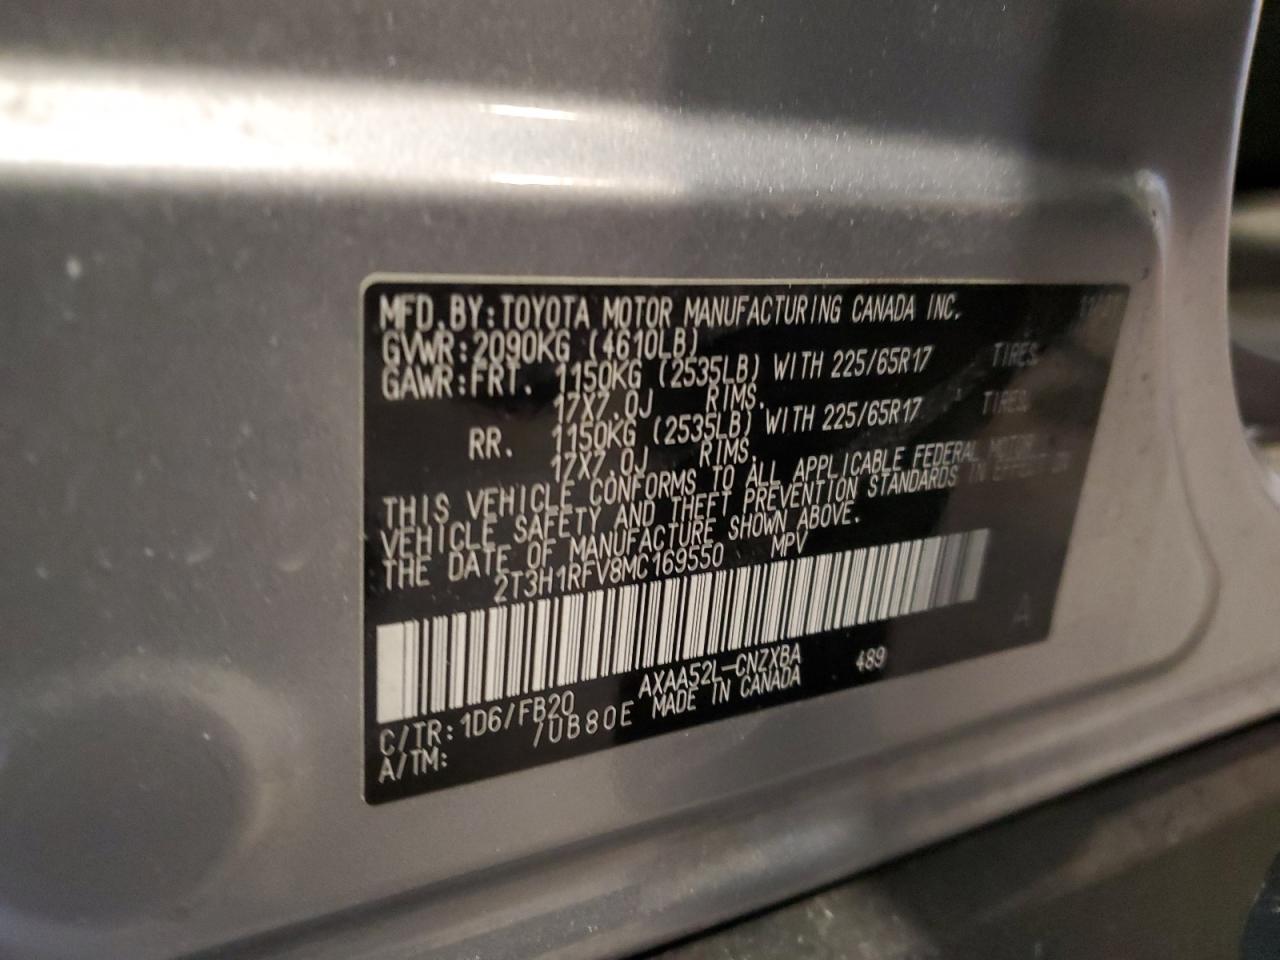 MFD. BY: TOYOTA MOTOR MANUFACTURING CANADA INC.
GVWR: 2090KG (4610LB)
GAWR: FRT. 1150KG (2535LB) WITH 225/65R17 TIRES
17X7.0J RIMS.
RR. 1150KG (2535LB) WITH 225/65R17 TIRES
17X7.0J RIMS.
THIS VEHICLE CONFORMS TO ALL APPLICABLE FEDERAL MOTOR
VEHICLE SAFETY AND THEFT PREVENTION STANDARDS IN EFFECT ON
THE DATE OF MANUFACTURE SHOWN ABOVE.
2T3H1RFV8MC169550 MPV
A
AXAA52L-CNZXBA 489
C/TR: 1D6/FB20 MADE IN CANADA
A/TM: /UB80E